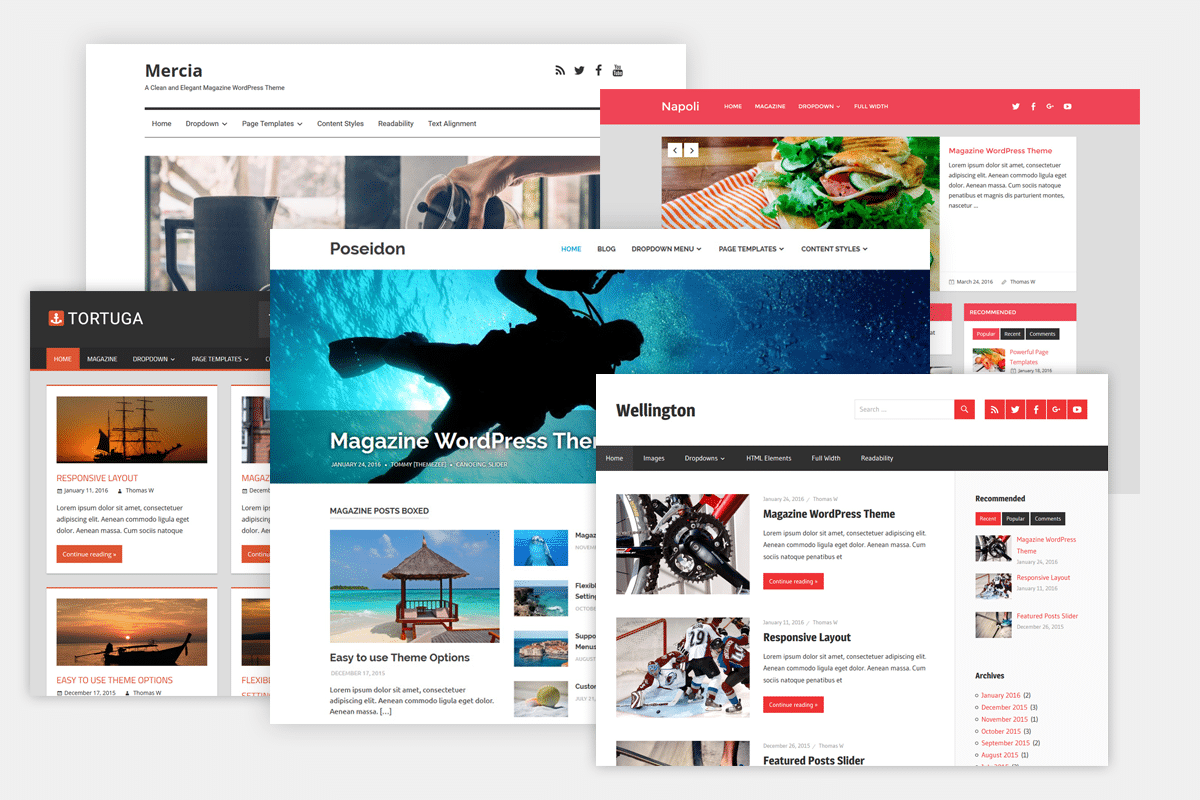 Mercia
A Clean and Elegant Magazine WordPress Theme
Home Dropdown Page Templates Content Styles Readability Text Alignment
Napoli
HOME MAGAZINE DROPDOWN FULL WIDTH
Magazine WordPress Theme
Lorem ipsum dolor sit amet, consectetuer
adipiscing elit. Aenean commodo ligula eget
dolor. Aenean massa. Cum sociis natoque
penatibus et magnis dis parturient montes,
nascetur ...
March 24, 2016 Thomas W
RECOMMENDED
Popular Recent Comments
Powerful Page
Templates
January 18, 2016
Poseidon
HOME BLOG DROPDOWN MENU PAGE TEMPLATES CONTENT STYLES
Magazine WordPress Ther
JANUARY 24, 2016 • TOMMY [THEMEZEE] • CANOEING, SLIDER
MAGAZINE POSTS BOXED
Easy to use Theme Options
DECEMBER 17, 2015
Lorem ipsum dolor sit amet, consectetuer
adipiscing elit. Aenean commodo ligula eget dolor.
Aenean massa. [...]
Magaz
NOVEM
Flexibl
Setting
OCTOBE
Suppo
Menus
AUGUST
Custor
JULY 21,
TORTUGA
HOME MAGAZINE DROPDOWN PAGE TEMPLATES
RESPONSIVE LAYOUT
January 11, 2016 Thomas W
Lorem ipsum dolor sit amet, consectetuer
adipiscing elit. Aenean commodo ligula eget
dolor. Aenean massa. Cum sociis natoque
Continue reading »
EASY TO USE THEME OPTIONS
December 17, 2015 Thomas W
MAGAZ
Decemb
Lorem ip
adipiscin
dolor. Ae
Continu
FLEXIBL
SETTING
Wellington
Search ...
Home Images Dropdowns HTML Elements Full Width Readability
January 24, 2016 / Thomas W
Magazine WordPress Theme
Lorem ipsum dolor sit amet, consectetuer adipiscing elit.
Aenean commodo ligula eget dolor. Aenean massa. Cum
sociis natoque penatibus et
Continue reading »
January 11, 2016 / Thomas W
Responsive Layout
Lorem ipsum dolor sit amet, consectetuer adipiscing elit.
Aenean commodo ligula eget dolor. Aenean massa. Cum
sociis natoque penatibus et
Continue reading »
December 26, 2015 / Thomas W
Featured Posts Slider
Recommended
Recent Popular Comments
Magazine WordPress
Theme
January 24, 2016
Responsive Layout
January 11, 2016
Featured Posts Slider
December 26, 2015
Archives
January 2016 (2)
December 2015 (3)
November 2015 (1)
October 2015 (3)
September 2015 (2)
August 2015 (1)